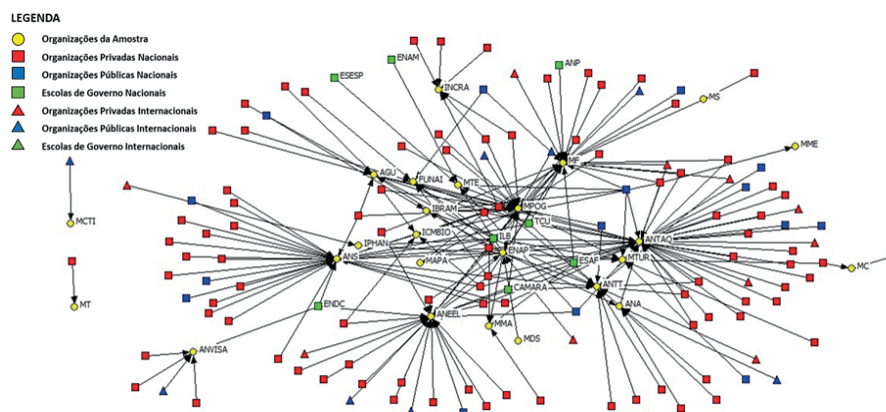 LEGENDA
Organizações da Amostra
Organizações Privadas Nacionais
Organizações Públicas Nacionais
Escolas de Governo Nacionais
Organizações Privadas Internacionais
Organizações Públicas Internacionais
Escolas de Governo Internacionais
ENAM
ESESP
ANP
INCRA
MS
MME
MF
AGU
FUNAI
MTE
MPOG
IBRAM
TCU
MCTI
ICMBIO
ILB
IPHAN
ANTAQ
ENAP
ANS
MAPA
ESAF
MTUR
MC
CAMARA
ANTT
MT
ENDC
ANA
ANEEL
MMA
MDS
ANVISA